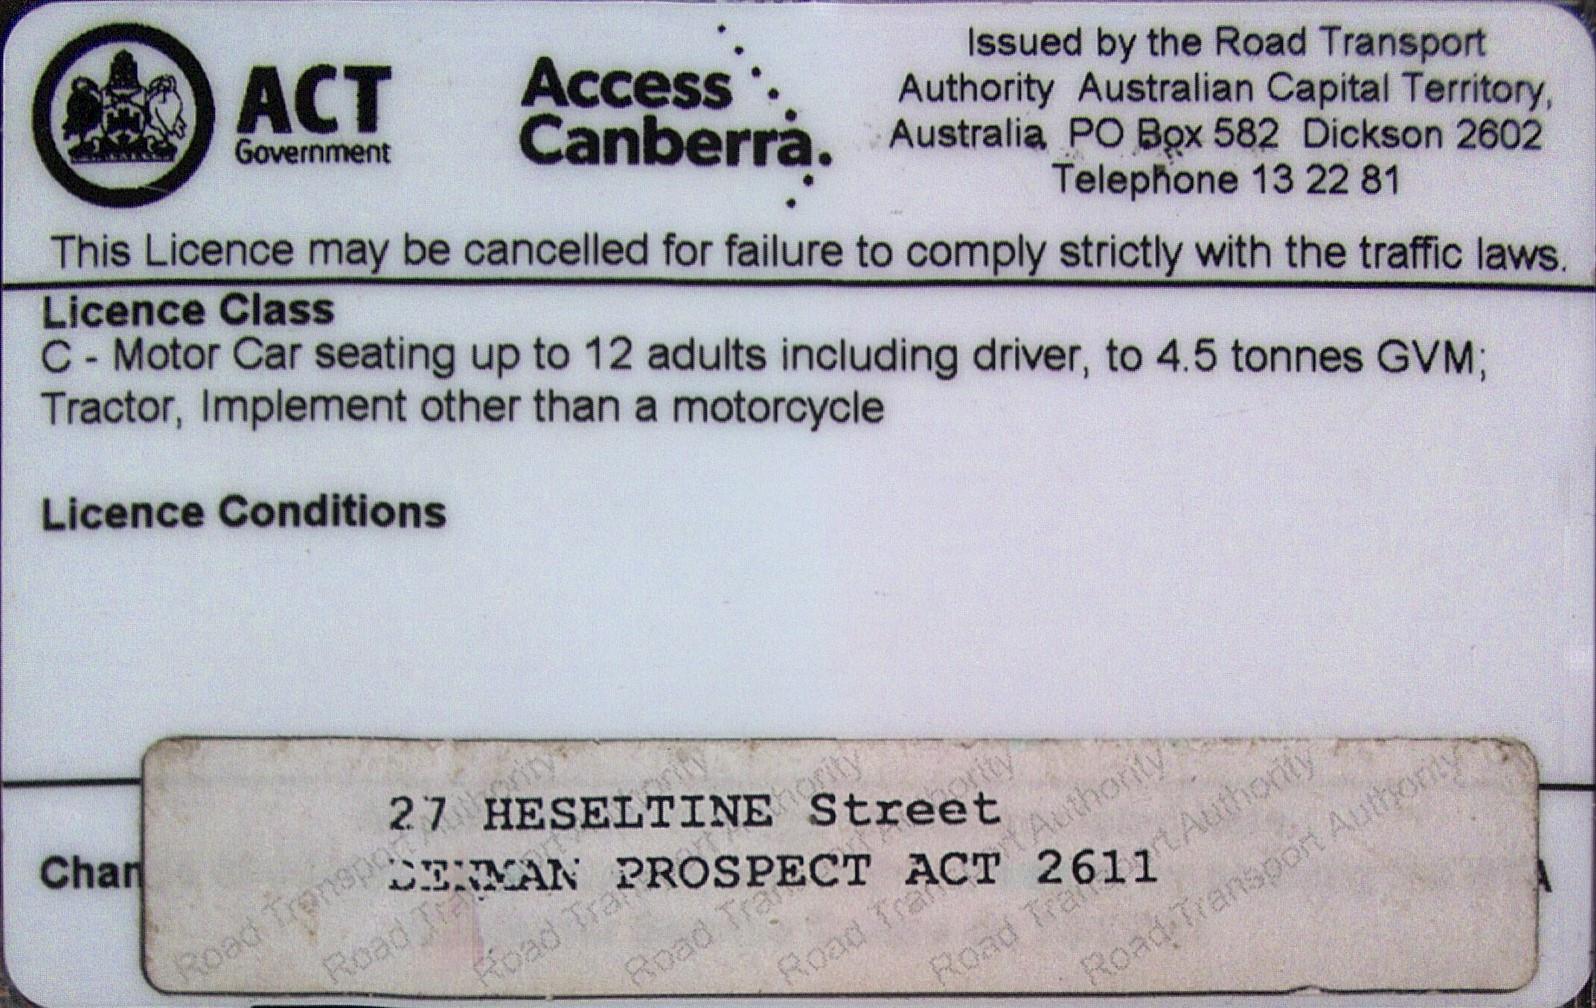 ACT
Government
Access
Canberra.
Issued by the Road Transport
Authority Australian Capital Territory,
Australia PO Box 582 Dickson 2602
Telephone 13 22 81
This Licence may be cancelled for failure to comply strictly with the traffic laws.
Licence Class
C - Motor Car seating up to 12 adults including driver, to 4.5 tonnes GVM;
Tractor, Implement other than a motorcycle
Licence Conditions
27 HESELTINE Street
DENMAN PROSPECT ACT 2611
Chan
Road Transport Authority Road Transport Authority Road Transport Authority Road Transport Authority Road Transport Authority Road Transport Authority Road Transport Authority